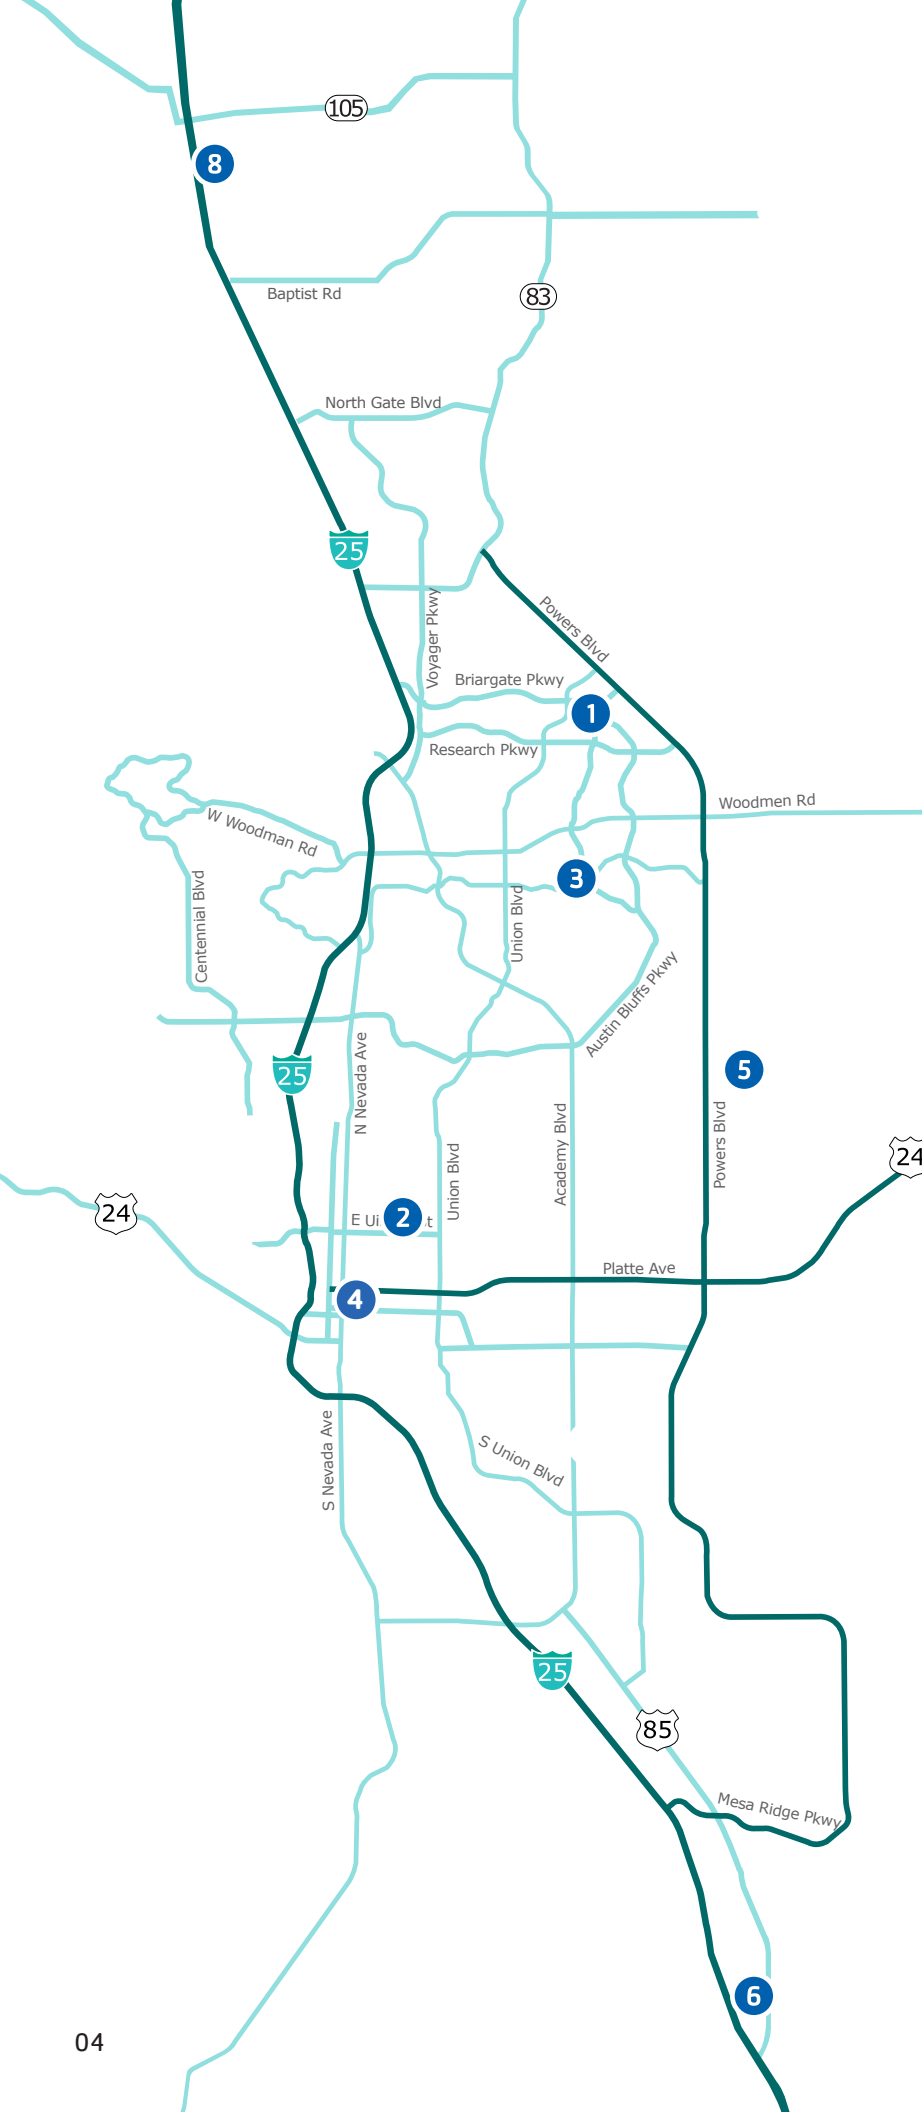 105
8
Baptist Rd
83
North Gate Blvd
25
Powers Blvd
Voyager Pkwy
Briargate Pkwy
1
Research Pkwy
Woodmen Rd
W Woodman Rd
3
Centennial Blvd
Union Blvd
Austin Bluffs Pkwy
N Nevada Ave
25
5
Powers Blvd
Academy Blvd
Union Blvd
24
24
E Ui
2
t
Platte Ave
4
S Nevada Ave
S Union Blvd
25
85
Mesa Ridge Pkwy
6
04